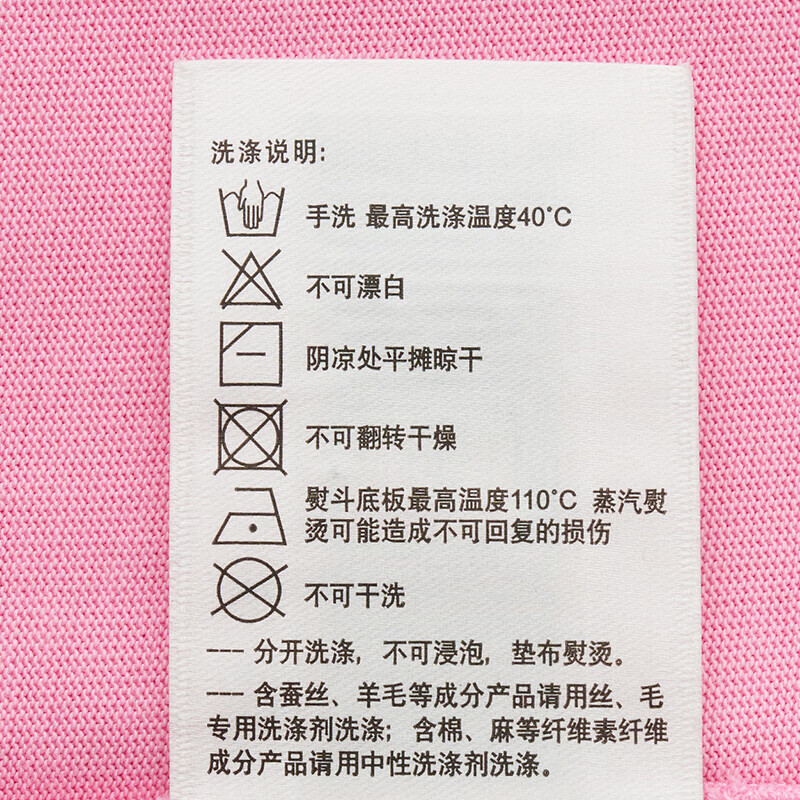 洗涤说明:
手洗 最高洗涤温度40°C
不可漂白
阴凉处平摊晾干
不可翻转干燥
熨斗底板最高温度110°C 蒸汽熨
烫可能造成不可回复的损伤
不可干洗
--- 分开洗涤, 不可浸泡, 垫布熨烫。
--- 含蚕丝、羊毛等成分产品请用丝、毛
专用洗涤剂洗涤; 含棉、麻等纤维素纤维
成分产品请用中性洗涤剂洗涤。